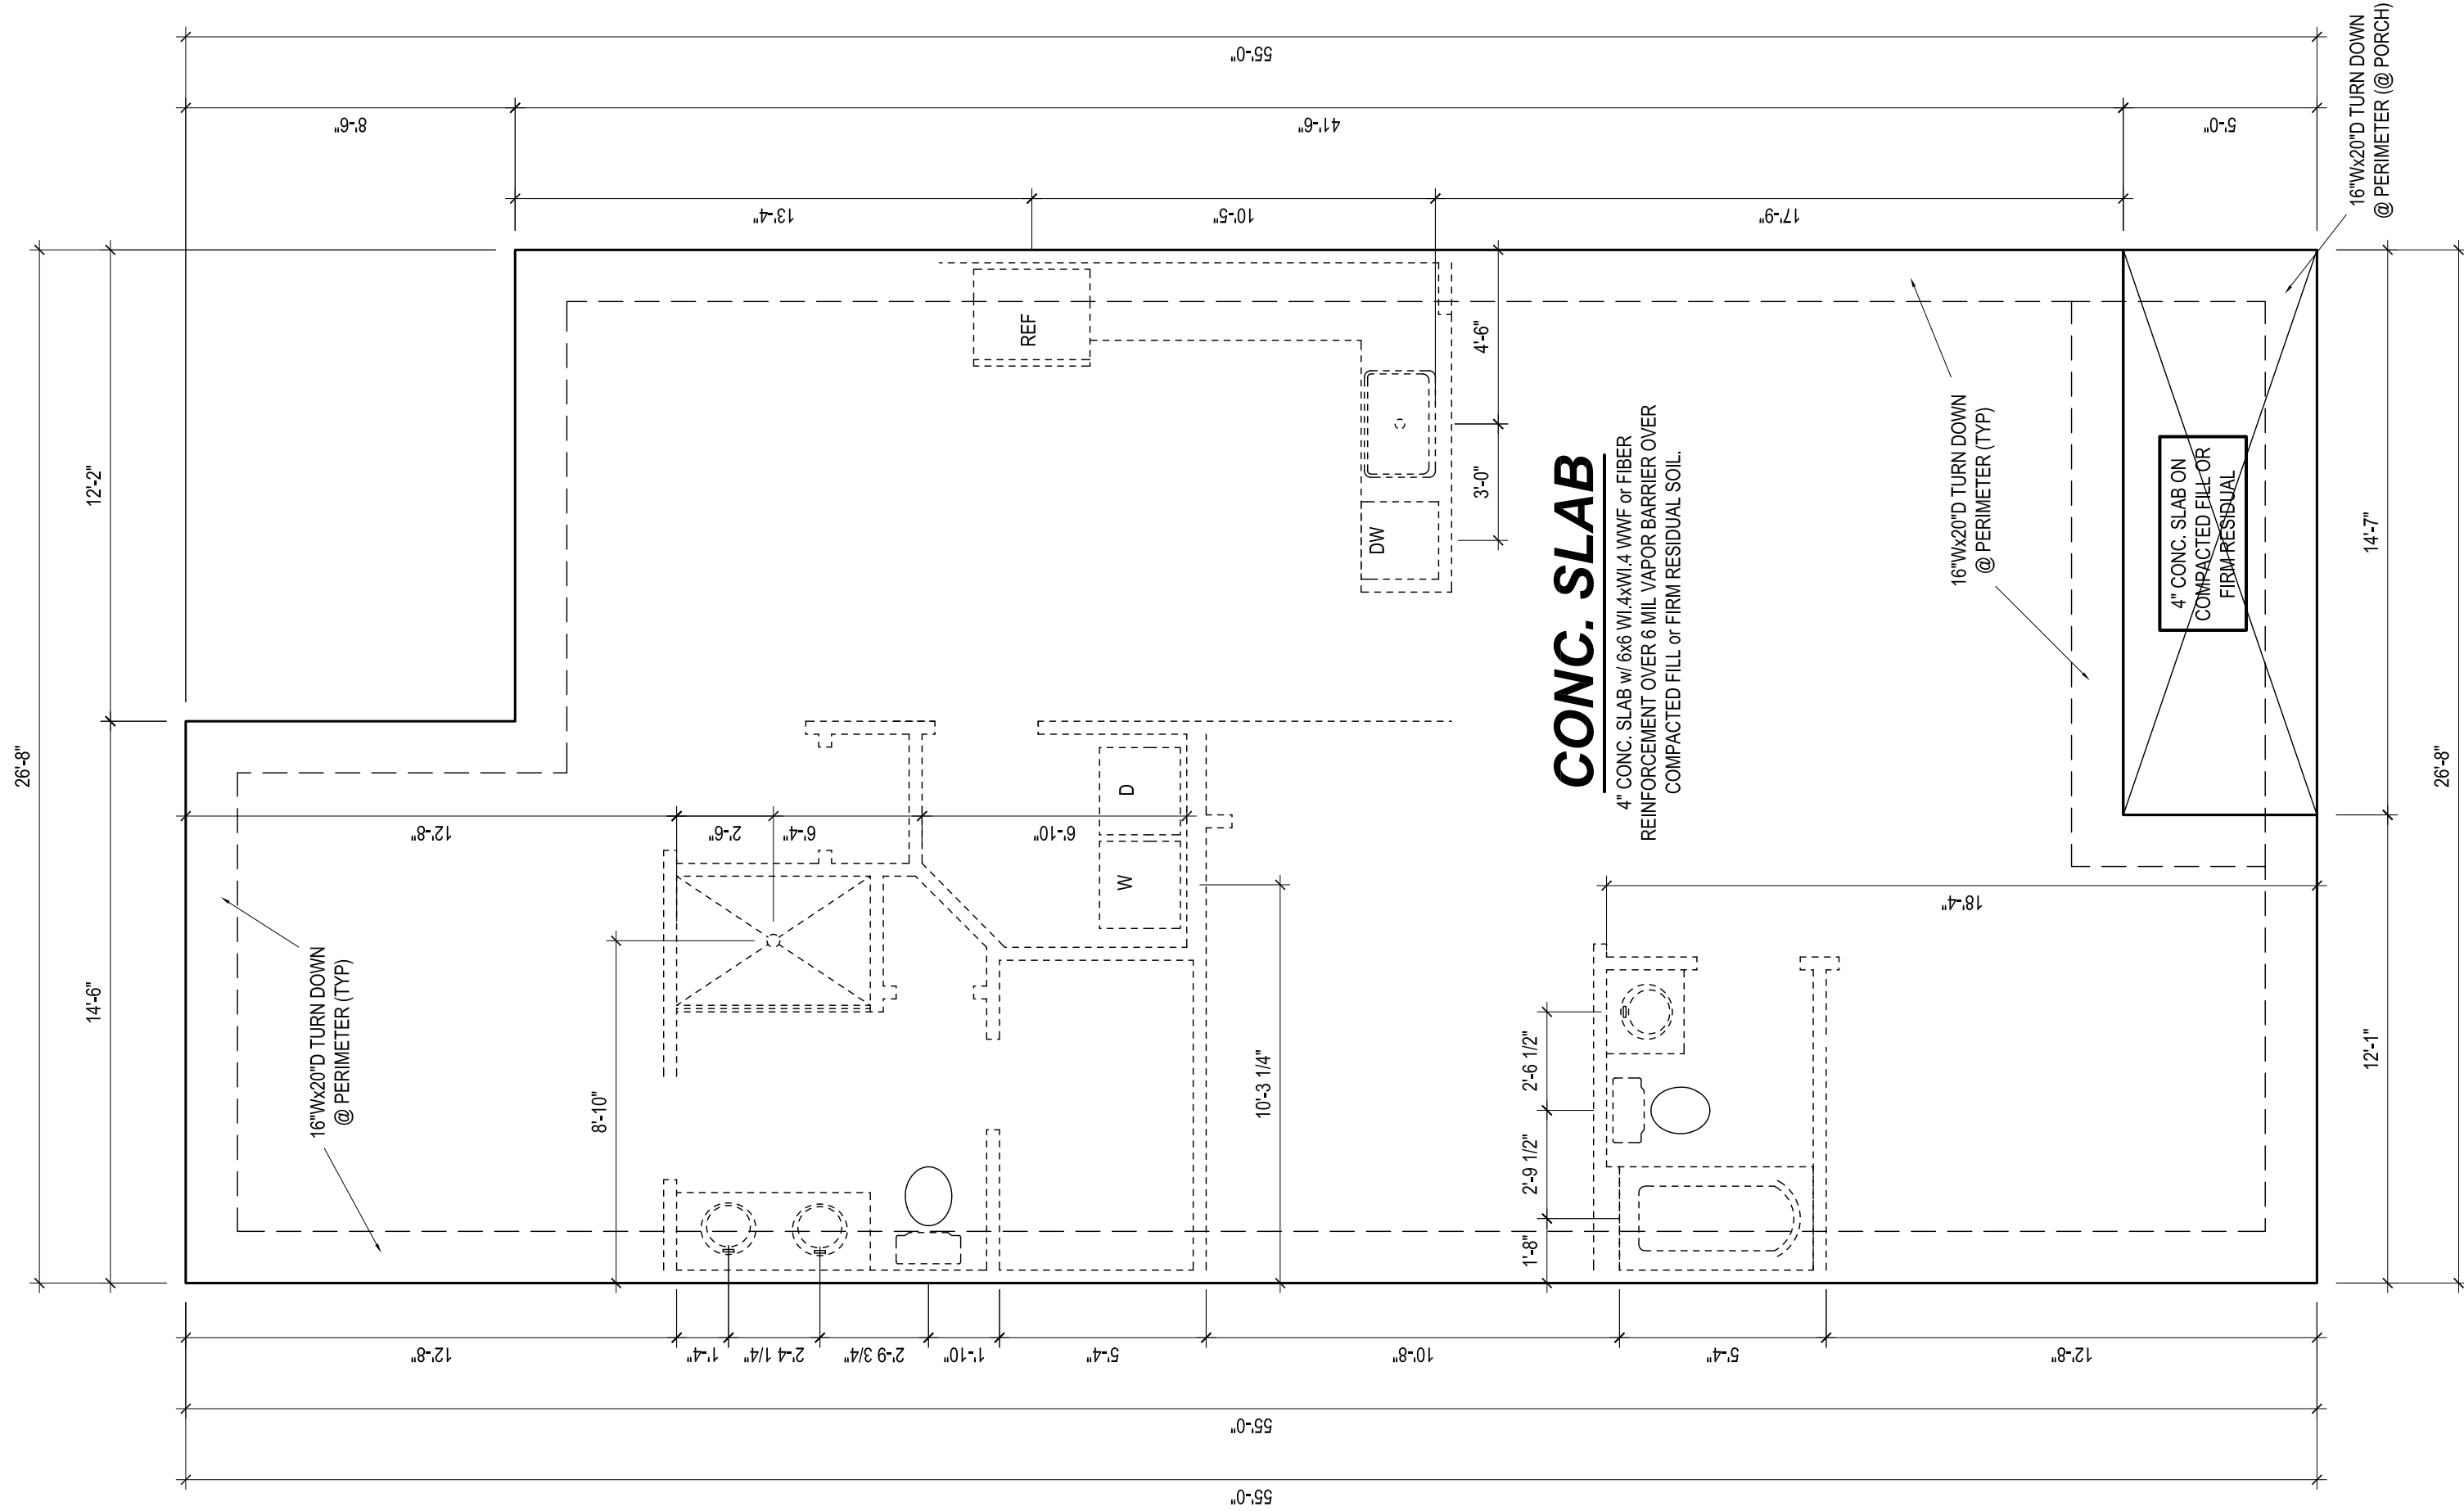 55'-0"
8'-6"
41'-6"
5'-0"
13'-4"
10'-5"
17'-9"
16"Wx20"D TURN DOWN
@ PERIMETER (@ PORCH)
26'-8"
12'-2"
14'-6"
REF
4'-6"
3'-0"
DW
CONC. SLAB
4" CONC. SLAB w/ 6x6 WI.4xWI.4 WWF or FIBER
REINFORCEMENT OVER 6 MIL VAPOR BARRIER OVER
COMPACTED FILL or FIRM RESIDUAL SOIL.
16"Wx20"D TURN DOWN
@ PERIMETER (TYP)
4" CONC. SLAB ON
COMPACTED FILL OR
FIRM RESIDUAL
14'-7"
12'-1"
26'-8"
12'-8"
2'-6"
6'-4"
6'-10"
D
W
18'-4"
16"Wx20"D TURN DOWN
@ PERIMETER (TYP)
8'-10"
10'-3 1/4"
2'-6 1/2"
2'-9 1/2"
1'-8"
12'-8"
1'-4"
2'-4 1/4"
2'-9 3/4"
1'-10"
5'-4"
10'-8"
5'-4"
12'-8"
55'-0"
55'-0"